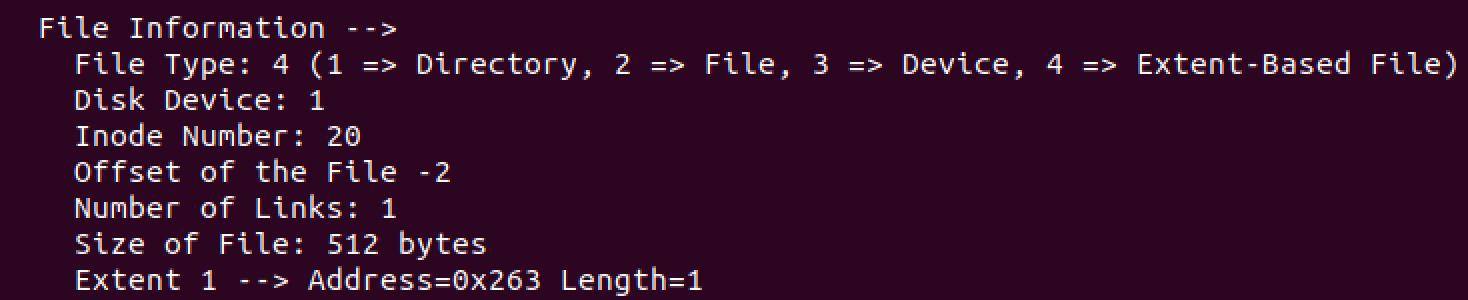 File Information -->
File Type: 4 (1 => Directory, 2 => File, 3 => Device, 4 => Extent-Based File)
Disk Device: 1
Inode Number: 20
Offset of the File -2
Number of Links: 1
Size of File: 512 bytes
Extent 1 --> Address=0x263 Length=1